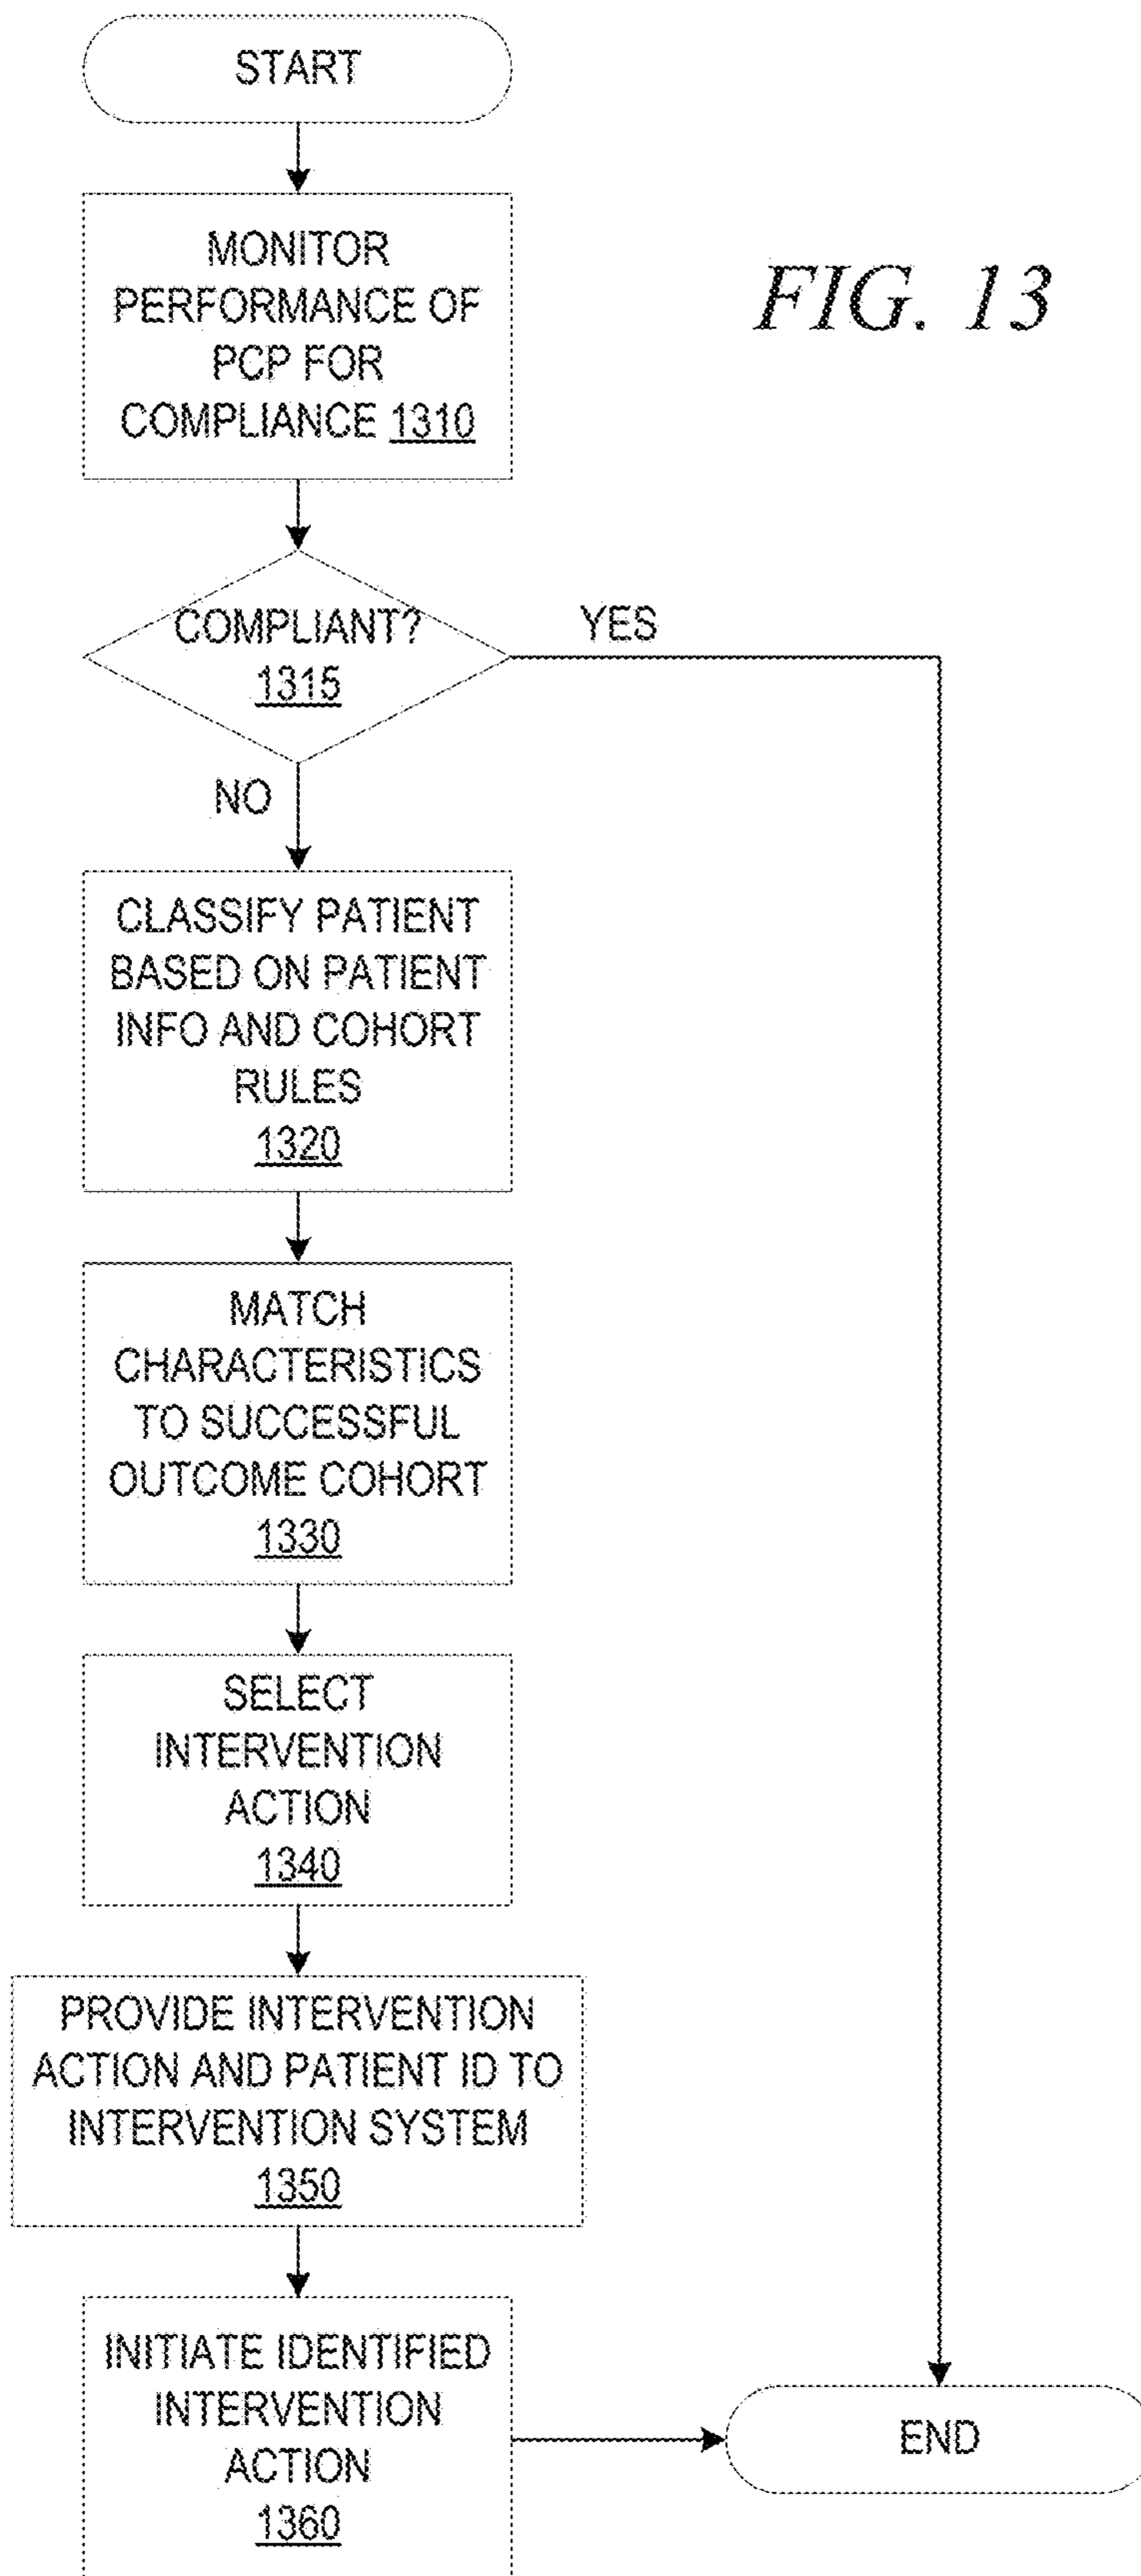 START
MONITOR
PERFORMANCE OF
PCP FOR
COMPLIANCE 1310
FIG. 13
COMPLIANT?
1315
YES
NO
CLASSIFY PATIENT
BASED ON PATIENT
INFO AND COHORT
RULES
1320
MATCH
CHARACTERISTICS
TO SUCCESSFUL
OUTCOME COHORT
1330
SELECT
INTERVENTION
ACTION
1340
PROVIDE INTERVENTION
ACTION AND PATIENT ID TO
INTERVENTION SYSTEM
1350
INITIATE IDENTIFIED
INTERVENTION
ACTION
1360
END